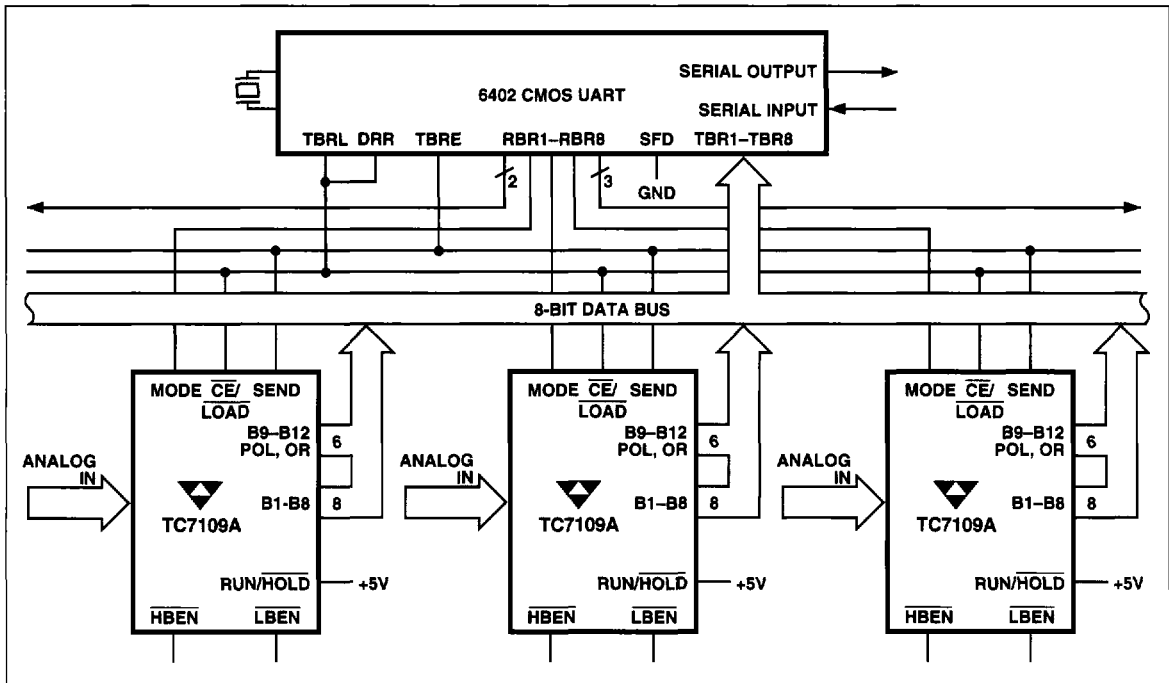 SERIAL OUTPUT
6402 CMOS UART
SERIAL INPUT
TBRL DRR TBRE RBR1–RBR8 SFD TBR1–TBR8
2
3
GND
8-BIT DATA BUS
MODE CE/ SEND
LOAD
B9–B12
POL, OR
6
ANALOG
IN
B1-B8
8
TC7109A
RUN/HOLD
+5V
HBEN
LBEN
MODE CE/ SEND
LOAD
B9–B12
POL, OR
6
ANALOG
IN
B1–B8
8
TC7109A
RUN/HOLD
+5V
HBEN
LBEN
MODE CE/ SEND
LOAD
B9–B12
POL, OR
6
ANALOG
IN
B1–B8
8
TC7109A
RUN/HOLD
+5V
HBEN
LBEN